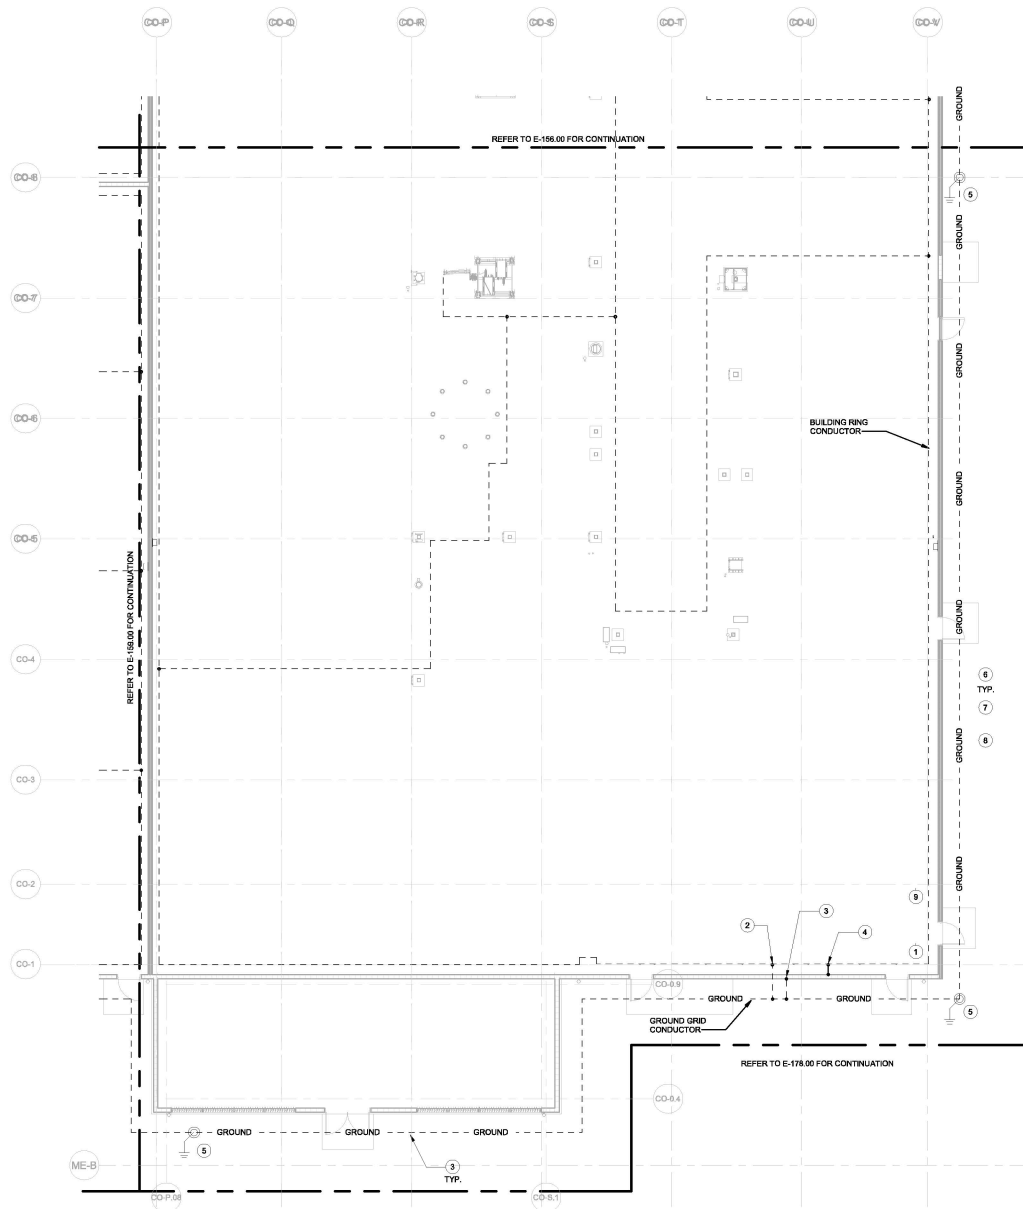 CO-P
CO-Q
CO-R
CO-S
CO-T
CO-U
CO-V
GROUND
REFER TO E-156.00 FOR CONTINUATION
CO-8
5
GROUND
CO-7
GROUND
CO-6
BUILDING RING
CONDUCTOR
GROUND
CO-5
REFER TO E-159.00 FOR CONTINUATION
GROUND
CO-4
6
TYP.
7
8
GROUND
CO-3
GROUND
CO-2
9
3
2
4
1
CO-1
CO-0.9
GROUND
GROUND
5
GROUND GRID
CONDUCTOR
REFER TO E-178.00 FOR CONTINUATION
CO-0.4
GROUND
GROUND
GROUND
5
3
TYP.
ME-B
CO-P.08
CO-S.1